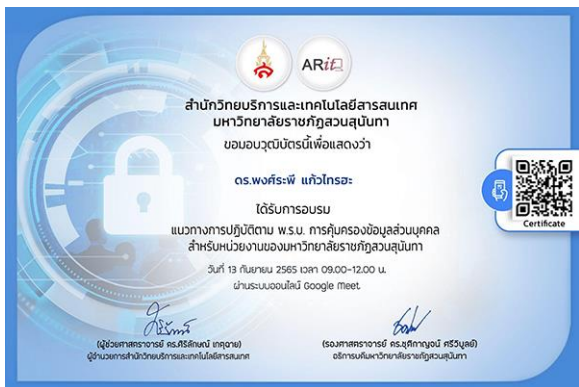 ARit
สำนักวิทยบริการและเทคโนโลยีสารสนเทศ
มหาวิทยาลัยราชภัฏสวนสุนันทา
ขอมอบวุฒิบัตรนี้เพื่อแสดงว่า
ดร.พงศ์ระพี แก้วไทรฮะ
ได้รับการอบรม
แนวทางการปฏิบัติตาม พ.ร.บ. การคุ้มครองข้อมูลส่วนบุคคล
สำหรับหน่วยงานของมหาวิทยาลัยราชภัฏสวนสุนันทา
วันที่ 13 กันยายน 2565 เวลา 09.00-12.00 น.
ผ่านระบบออนไลน์ Google Meet
Certificate
(ผู้ช่วยศาสตราจารย์ ดร.ศิริลักษณ์ เกตุฉาย)
ผู้อำนวยการสำนักวิทยบริการและเทคโนโลยีสารสนเทศ
(รองศาสตราจารย์ ดร.ชุติกาญจน์ ศรีวิบูลย์)
อธิการบดีมหาวิทยาลัยราชภัฏสวนสุนันทา